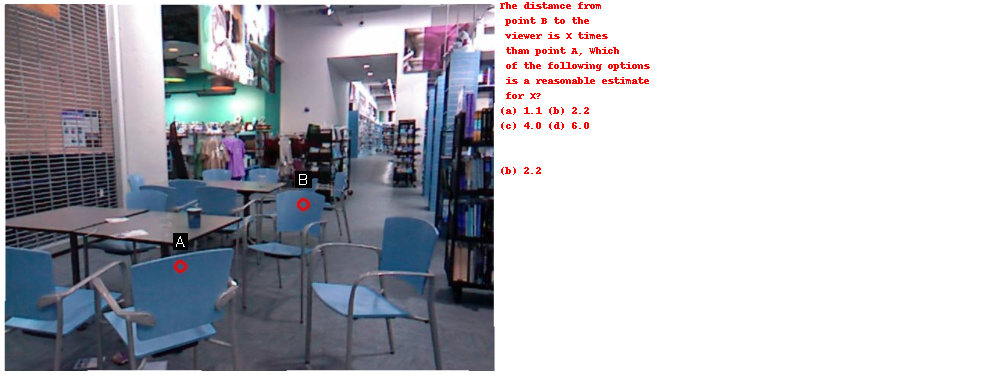 The distance from
point B to the
viewer is X times
than point A, Which
of the following options
is a reasonable estimate
for X?
(a) 1.1 (b) 2.2
(c) 4.0 (d) 6.0
(b) 2.2
B
A